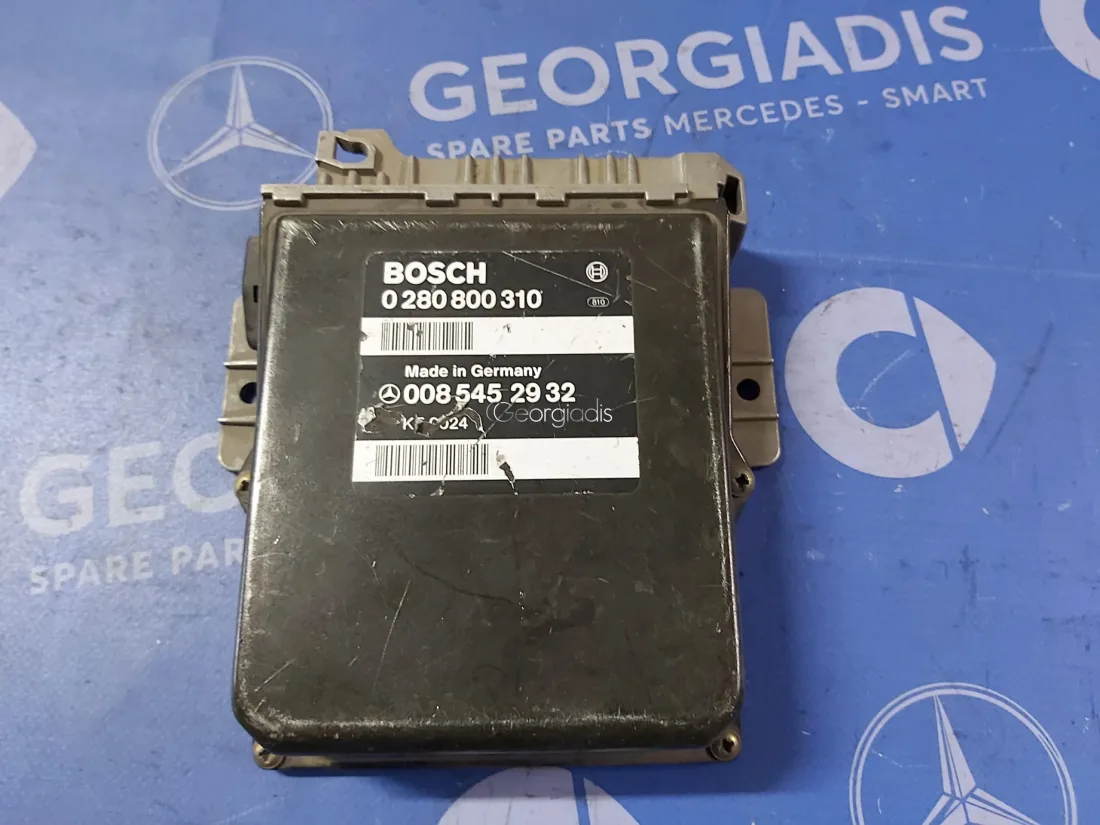 GEORGIADIS
SPARE PARTS MERCEDES - SMART
BOSCH
0 280 800 310
810
Made in Germany
008 545 29 32
Georgiadis
GEO
SPARE PAR